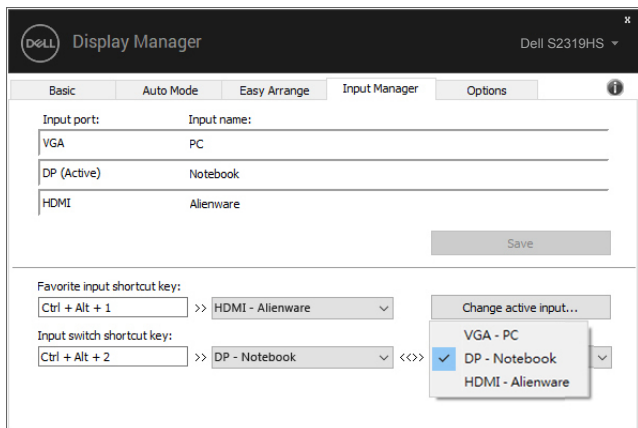 x
DELL Display Manager Dell S2319HS
Basic Auto Mode Easy Arrange Input Manager Options i
Input port: Input name:
VGA PC
DP (Active) Notebook
HDMI Alienware
Save
Favorite input shortcut key:
Ctrl + Alt + 1 >> HDMI - Alienware Change active input...
Input switch shortcut key:
Ctrl + Alt + 2 >> DP - Notebook <<>>
VGA - PC
DP - Notebook
HDMI - Alienware